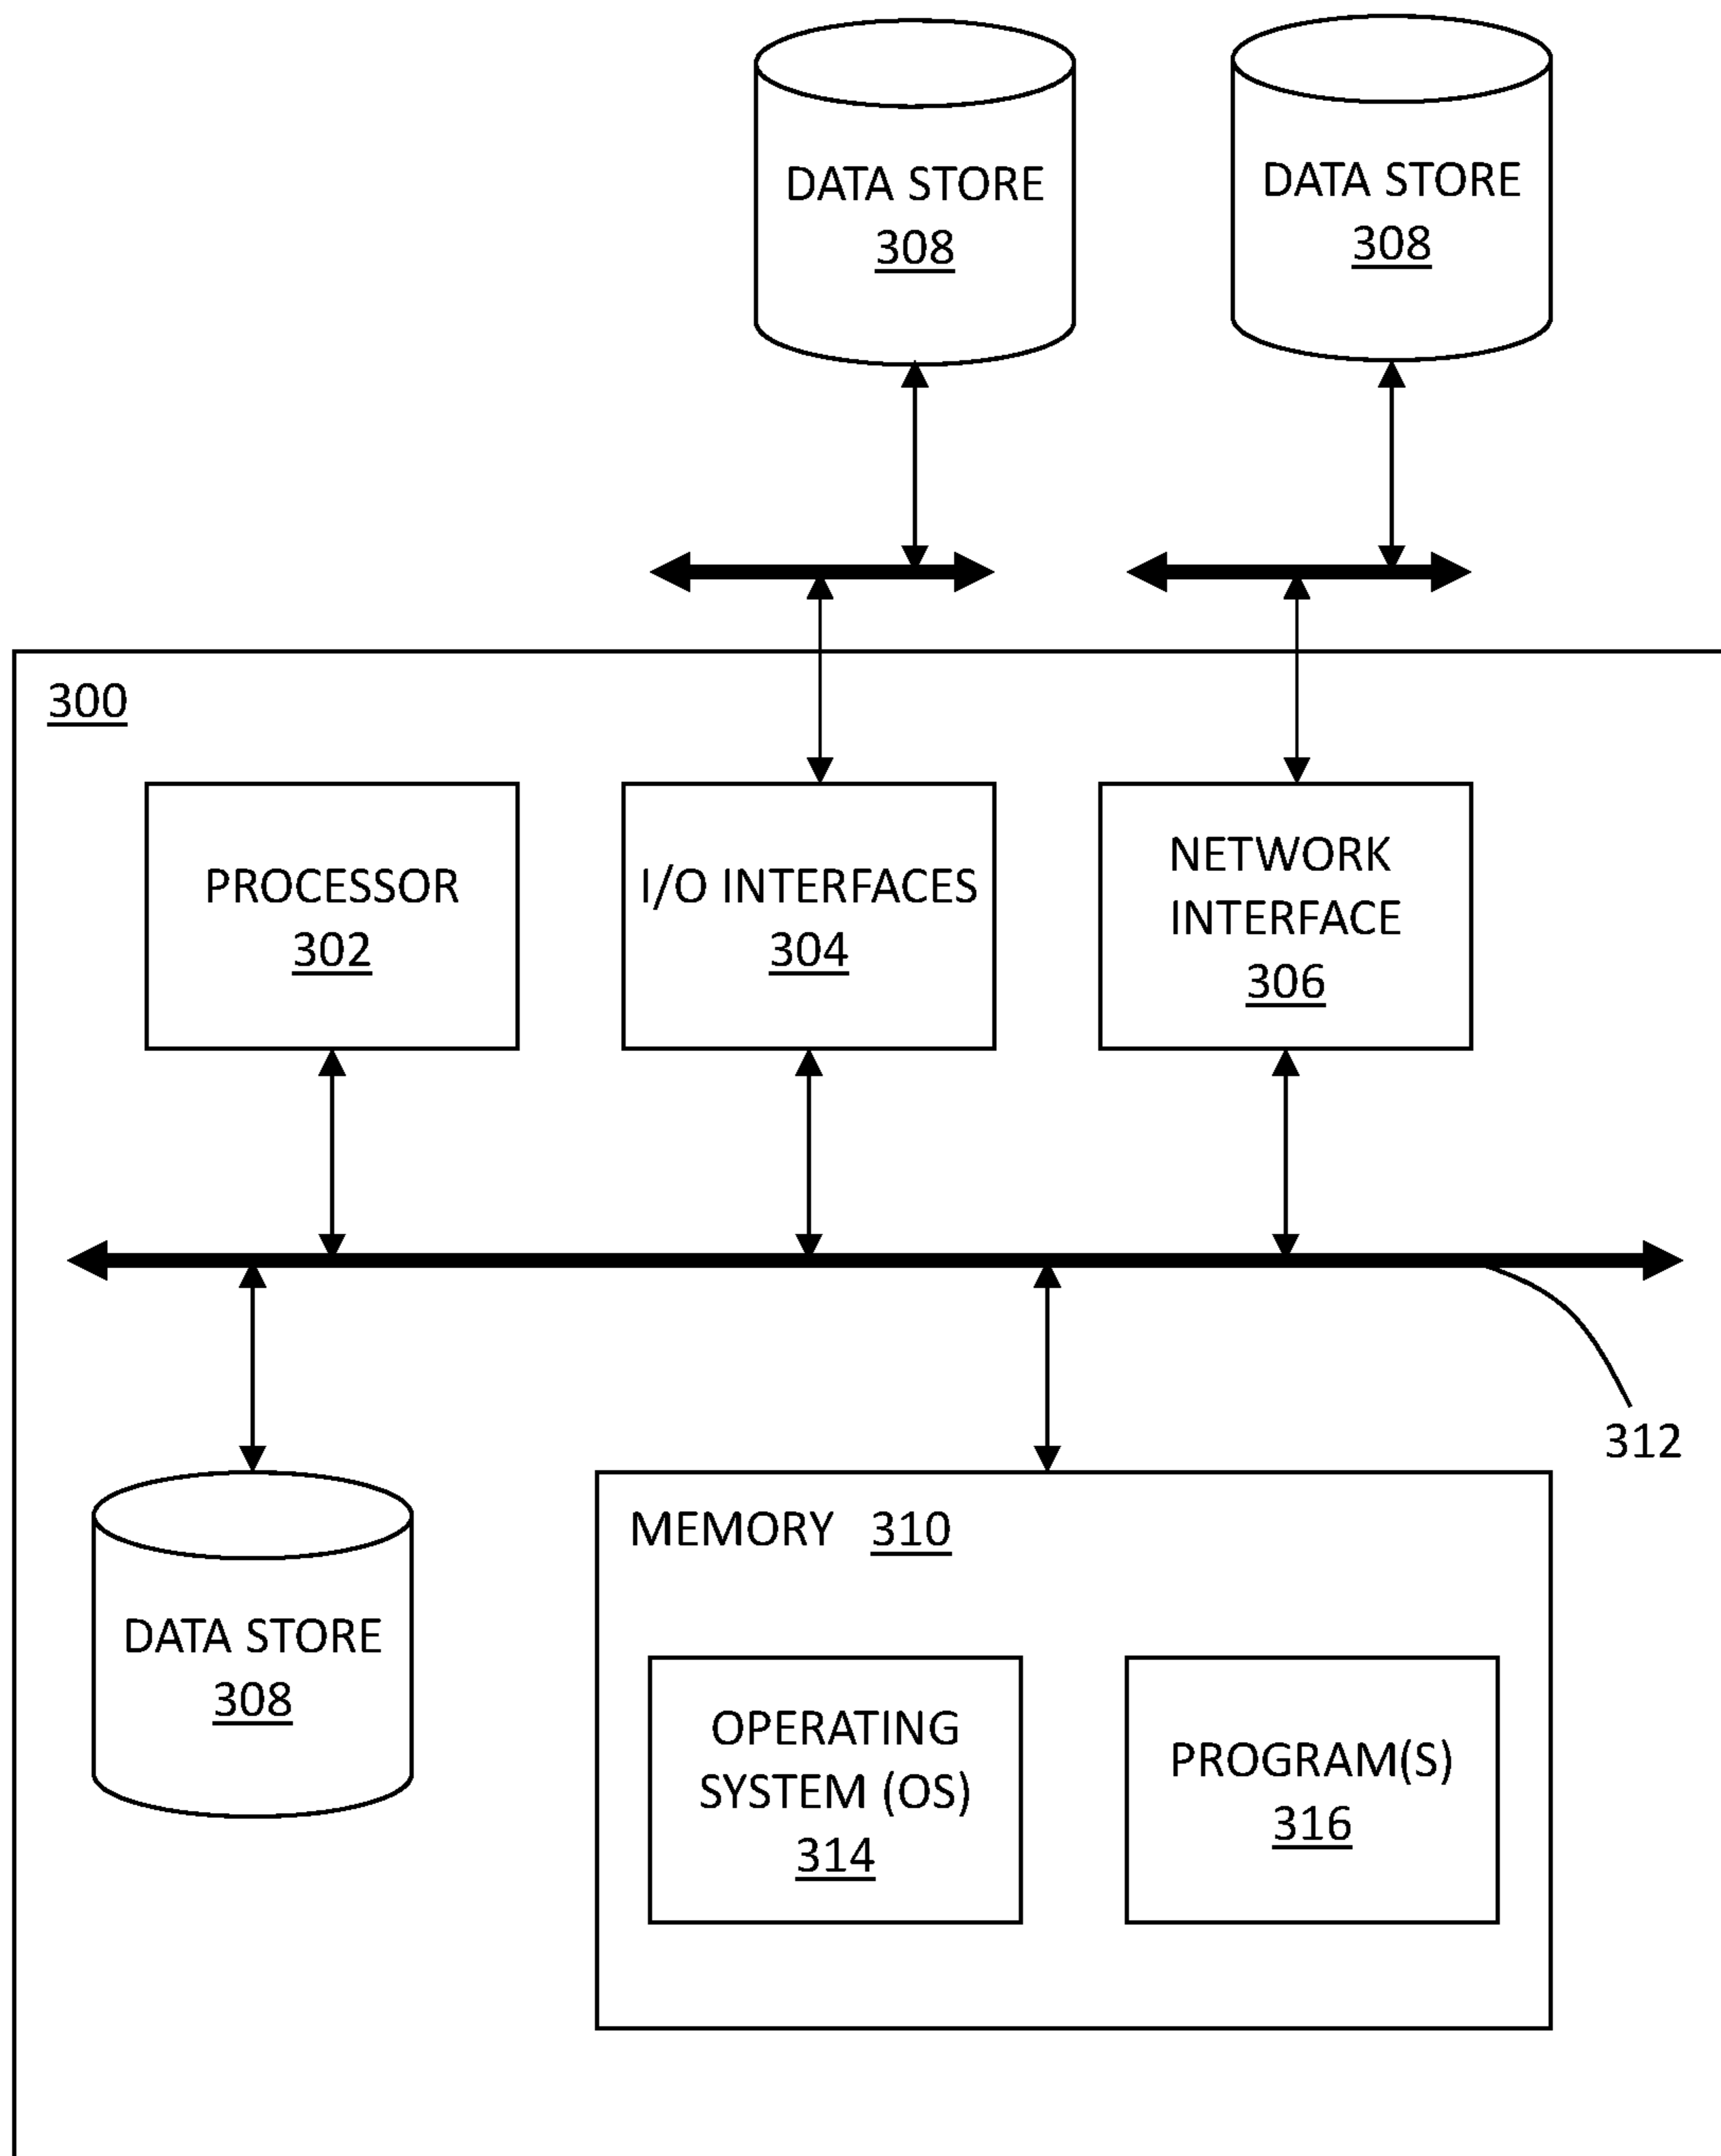 DATA STORE
308
DATA STORE
308
300
PROCESSOR
302
I/O INTERFACES
304
NETWORK
INTERFACE
306
312
DATA STORE
308
MEMORY 310
OPERATING
SYSTEM (OS)
314
PROGRAM(S)
316